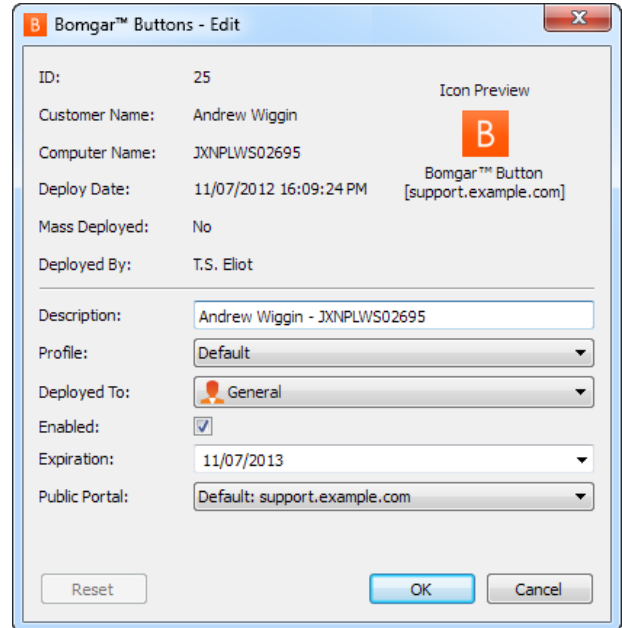 B Bomgar™ Buttons - Edit
ID: 25
Icon Preview
Customer Name: Andrew Wiggin
B
Computer Name: JXNPLWS02695
Bomgar™ Button
Deploy Date: 11/07/2012 16:09:24 PM
[support.example.com]
Mass Deployed: No
Deployed By: T.S. Eliot
Description: Andrew Wiggin - JXNPLWS02695
Profile: Default
Deployed To: General
Enabled:
Expiration: 11/07/2013
Public Portal: Default: support.example.com
Reset OK Cancel